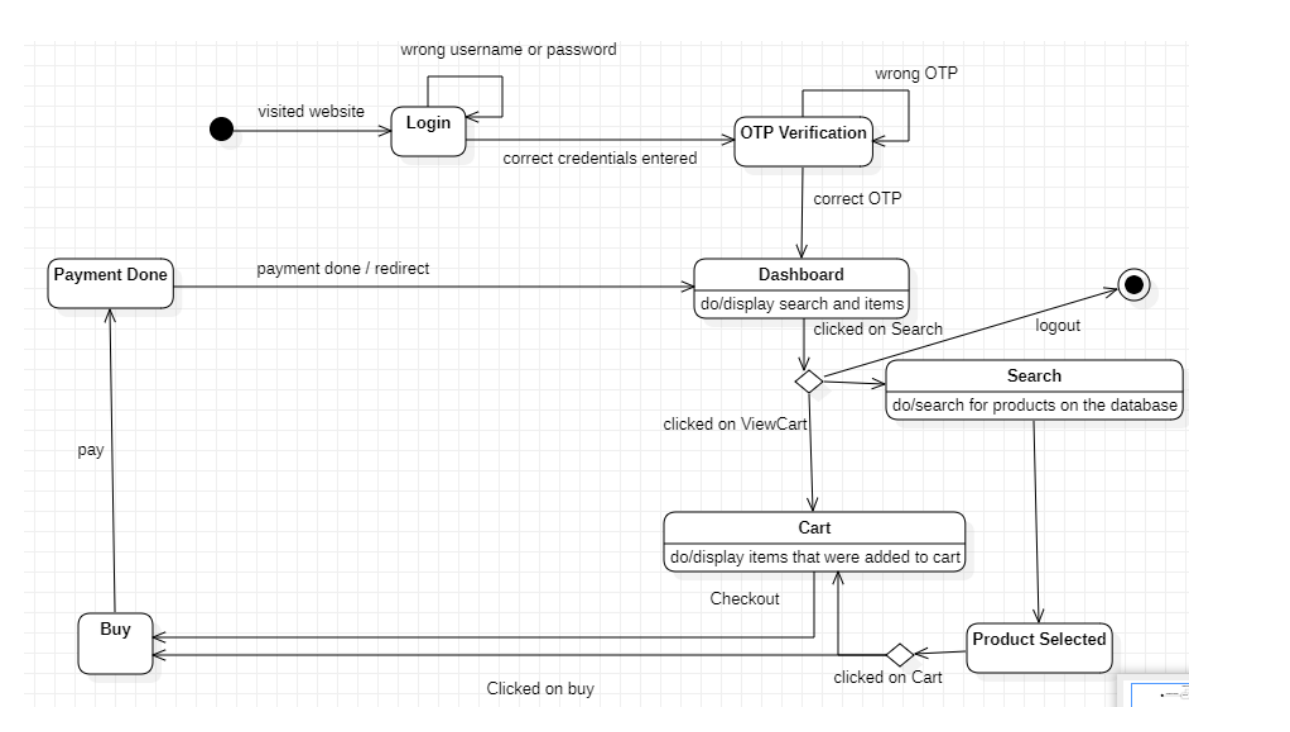 wrong username or password
wrong OTP
visited website
Login
OTP Verification
correct credentials entered
correct OTP
Payment Done
payment done / redirect
Dashboard
do/display search and items
clicked on Search
logout
Search
do/search for products on the database
clicked on ViewCart
pay
Cart
do/display items that were added to cart
Checkout
Buy
Product Selected
clicked on Cart
Clicked on buy